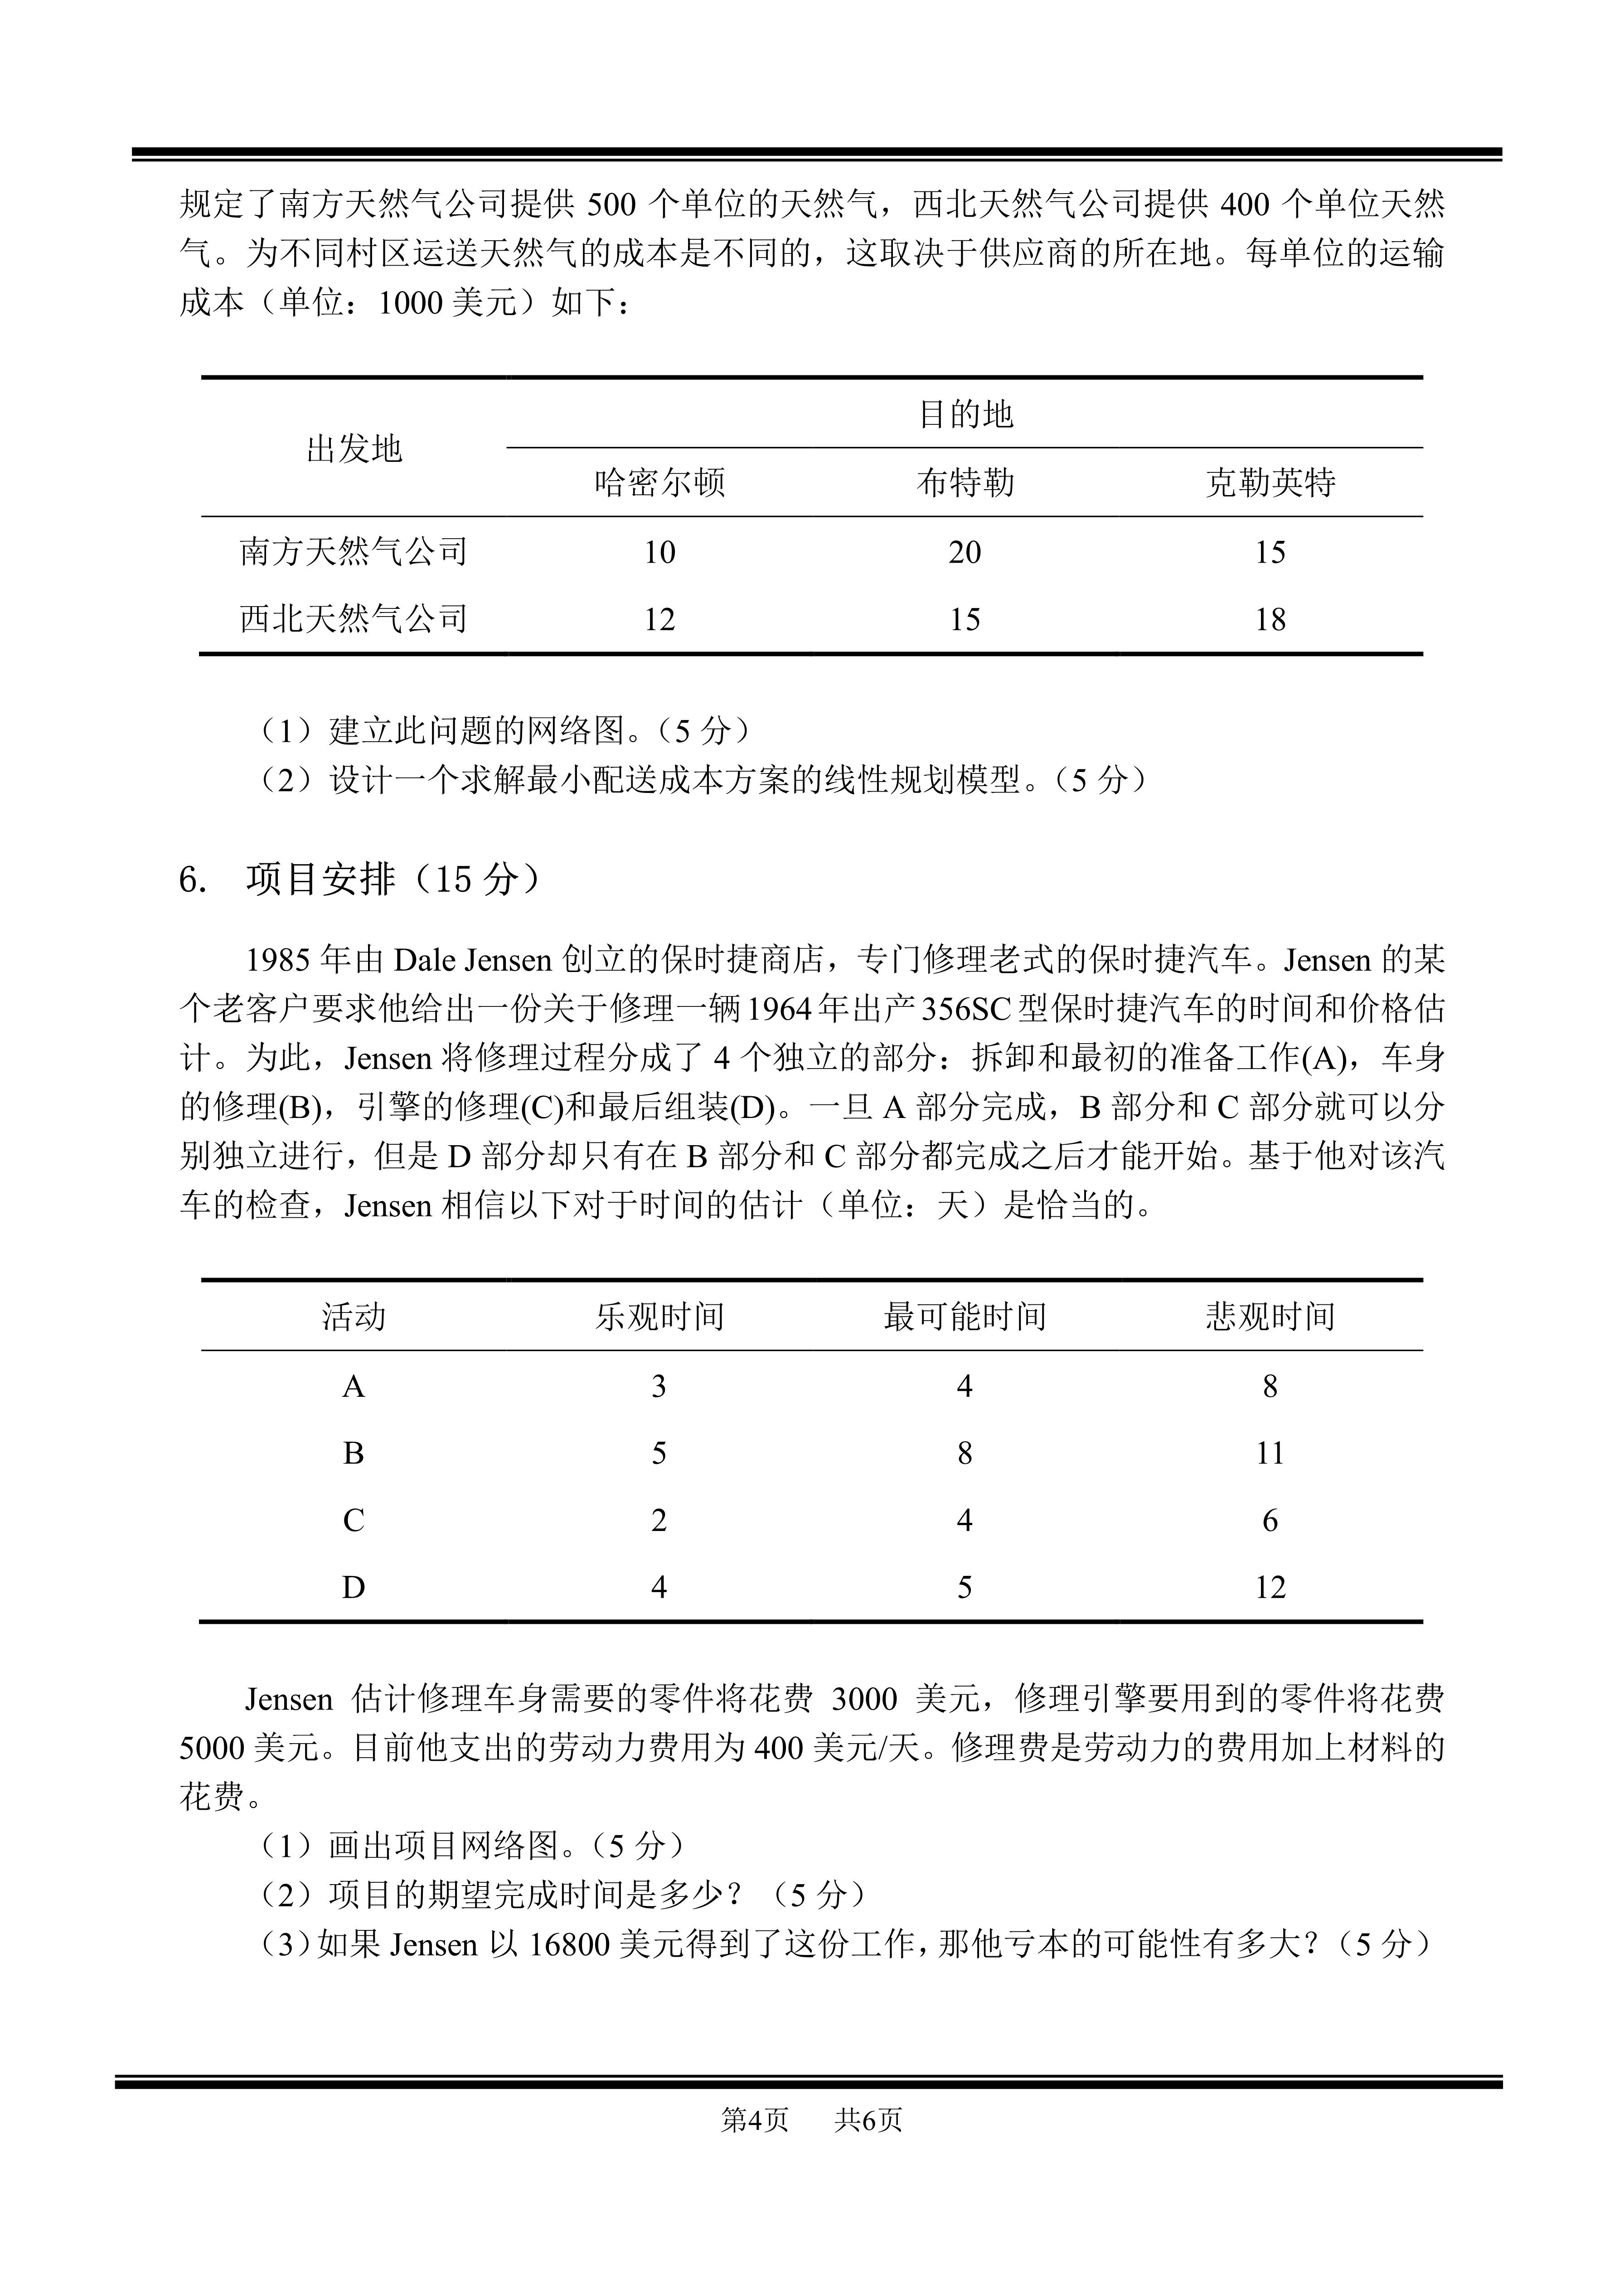 规定了南方天然气公司提供 500 个单位的天然气，西北天然气公司提供 400 个单位天然
气。为不同村区运送天然气的成本是不同的，这取决于供应商的所在地。每单位的运输
成本（单位：1000 美元）如下：
出发地 目的地
哈密尔顿 布特勒 克勒英特
南方天然气公司 10 20 15
西北天然气公司 12 15 18
（1）建立此问题的网络图。（5 分）
（2）设计一个求解最小配送成本方案的线性规划模型。（5 分）
6. 项目安排（15 分）
1985 年由 Dale Jensen 创立的保时捷商店，专门修理老式的保时捷汽车。Jensen 的某
个老客户要求他给出一份关于修理一辆 1964 年出产 356SC 型保时捷汽车的时间和价格估
计。为此，Jensen 将修理过程分成了 4 个独立的部分：拆卸和最初的准备工作(A)，车身
的修理(B)，引擎的修理(C)和最后组装(D)。一旦 A 部分完成，B 部分和 C 部分就可以分
别独立进行，但是 D 部分却只有在 B 部分和 C 部分都完成之后才能开始。基于他对该汽
车的检查，Jensen 相信以下对于时间的估计（单位：天）是恰当的。
活动 乐观时间 最可能时间 悲观时间
A 3 4 8
B 5 8 11
C 2 4 6
D 4 5 12
Jensen 估计修理车身需要的零件将花费 3000 美元，修理引擎要用到的零件将花费
5000 美元。目前他支出的劳动力费用为 400 美元/天。修理费是劳动力的费用加上材料的
花费。
（1）画出项目网络图。（5 分）
（2）项目的期望完成时间是多少？（5 分）
（3）如果 Jensen 以 16800 美元得到了这份工作，那他亏本的可能性有多大？（5 分）
第4页 共6页